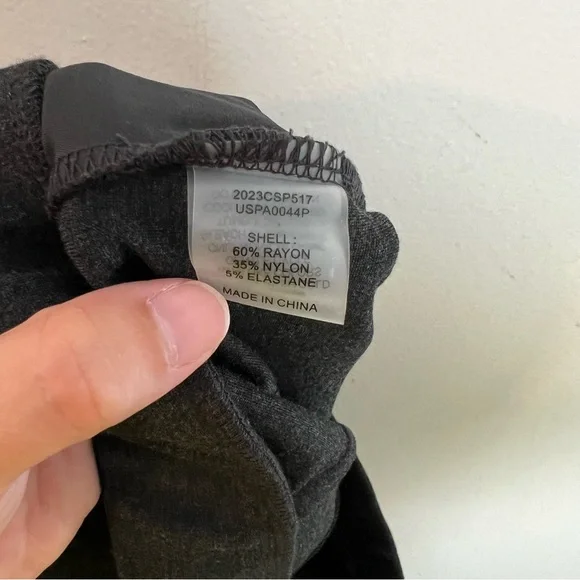 2023CSP517
USPA0044P
SHELL:
60% RAYON
35% NYLON
5% ELASTANE
MADE IN CHINA